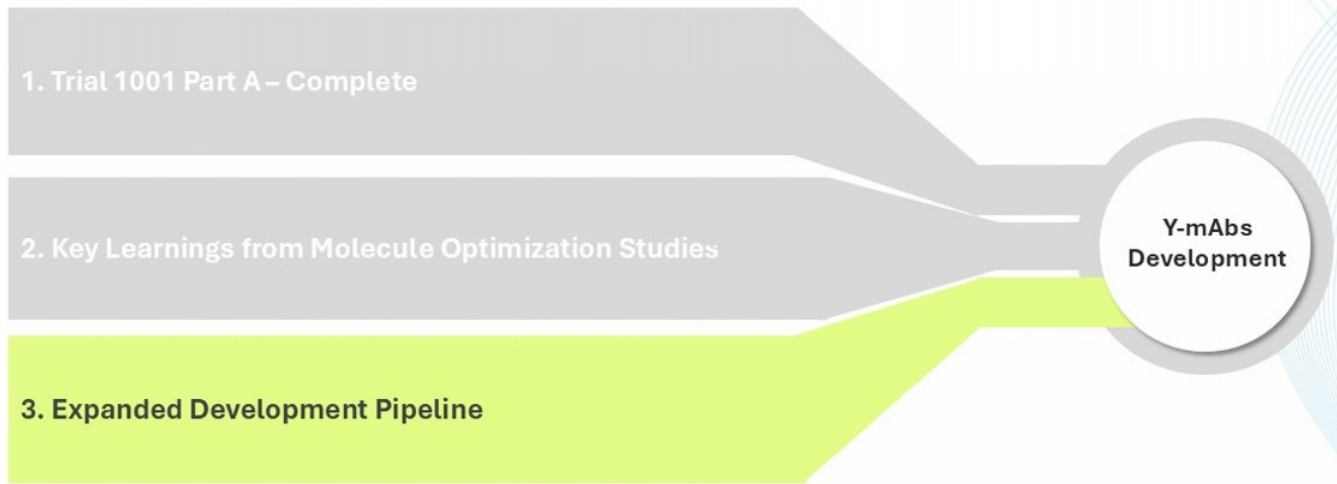 1. Trial 1001 Part A – Complete
2. Key Learnings from Molecule Optimization Studies
3. Expanded Development Pipeline
Y-mAbs
Development